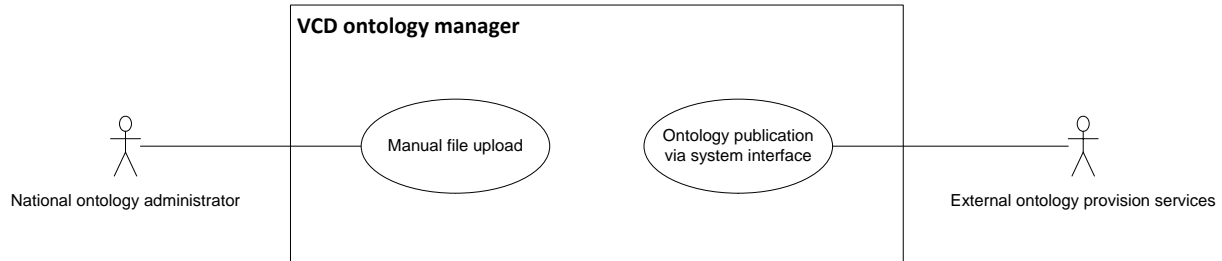 VCD ontology manager
Manual file upload
Ontology publication
via system interface
National ontology administrator
External ontology provision services